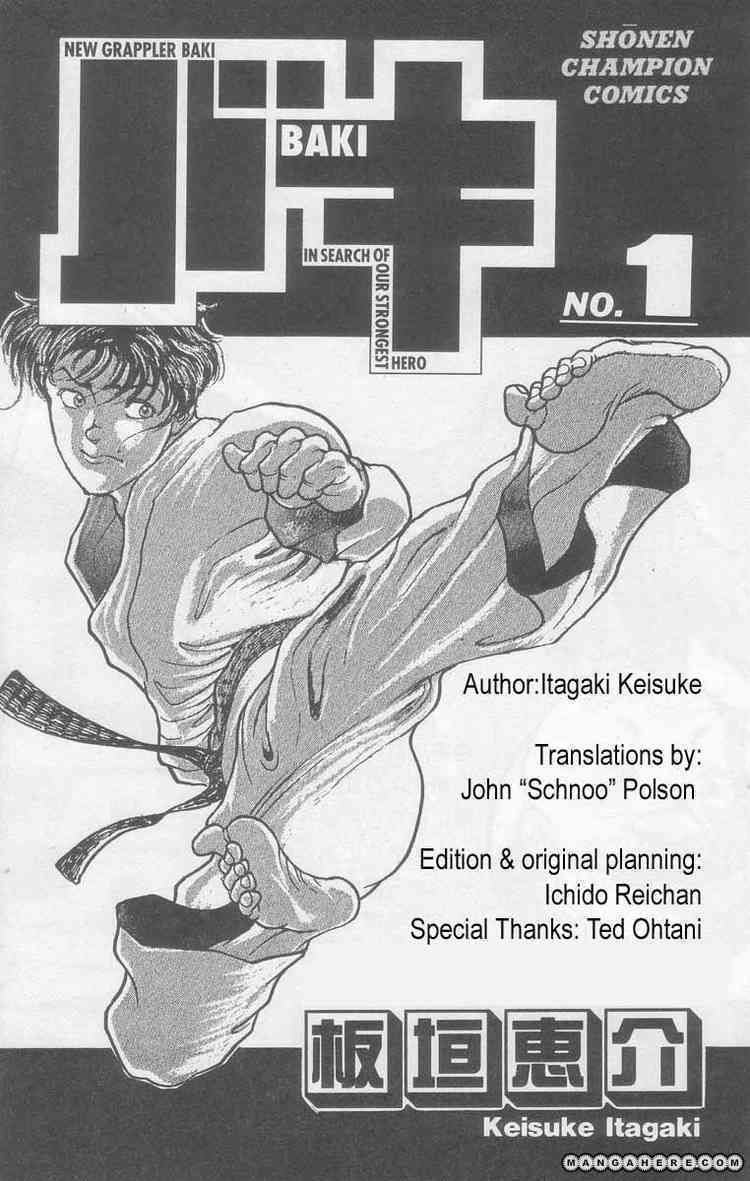 NEW GRAPPLER BAKI
SHŌNEN
CHAMPION
COMICS
バキ
BAKI
IN SEARCH OF
OUR STRONGEST
HERO
NO. 1
Author:Itagaki Keisuke
Translations by:
John “Schnoo” Polson
Edition & original planning:
Ichido Reichan
Special Thanks: Ted Ohtani
板垣恵介
Keisuke Itagaki
MANGAHERE.COM